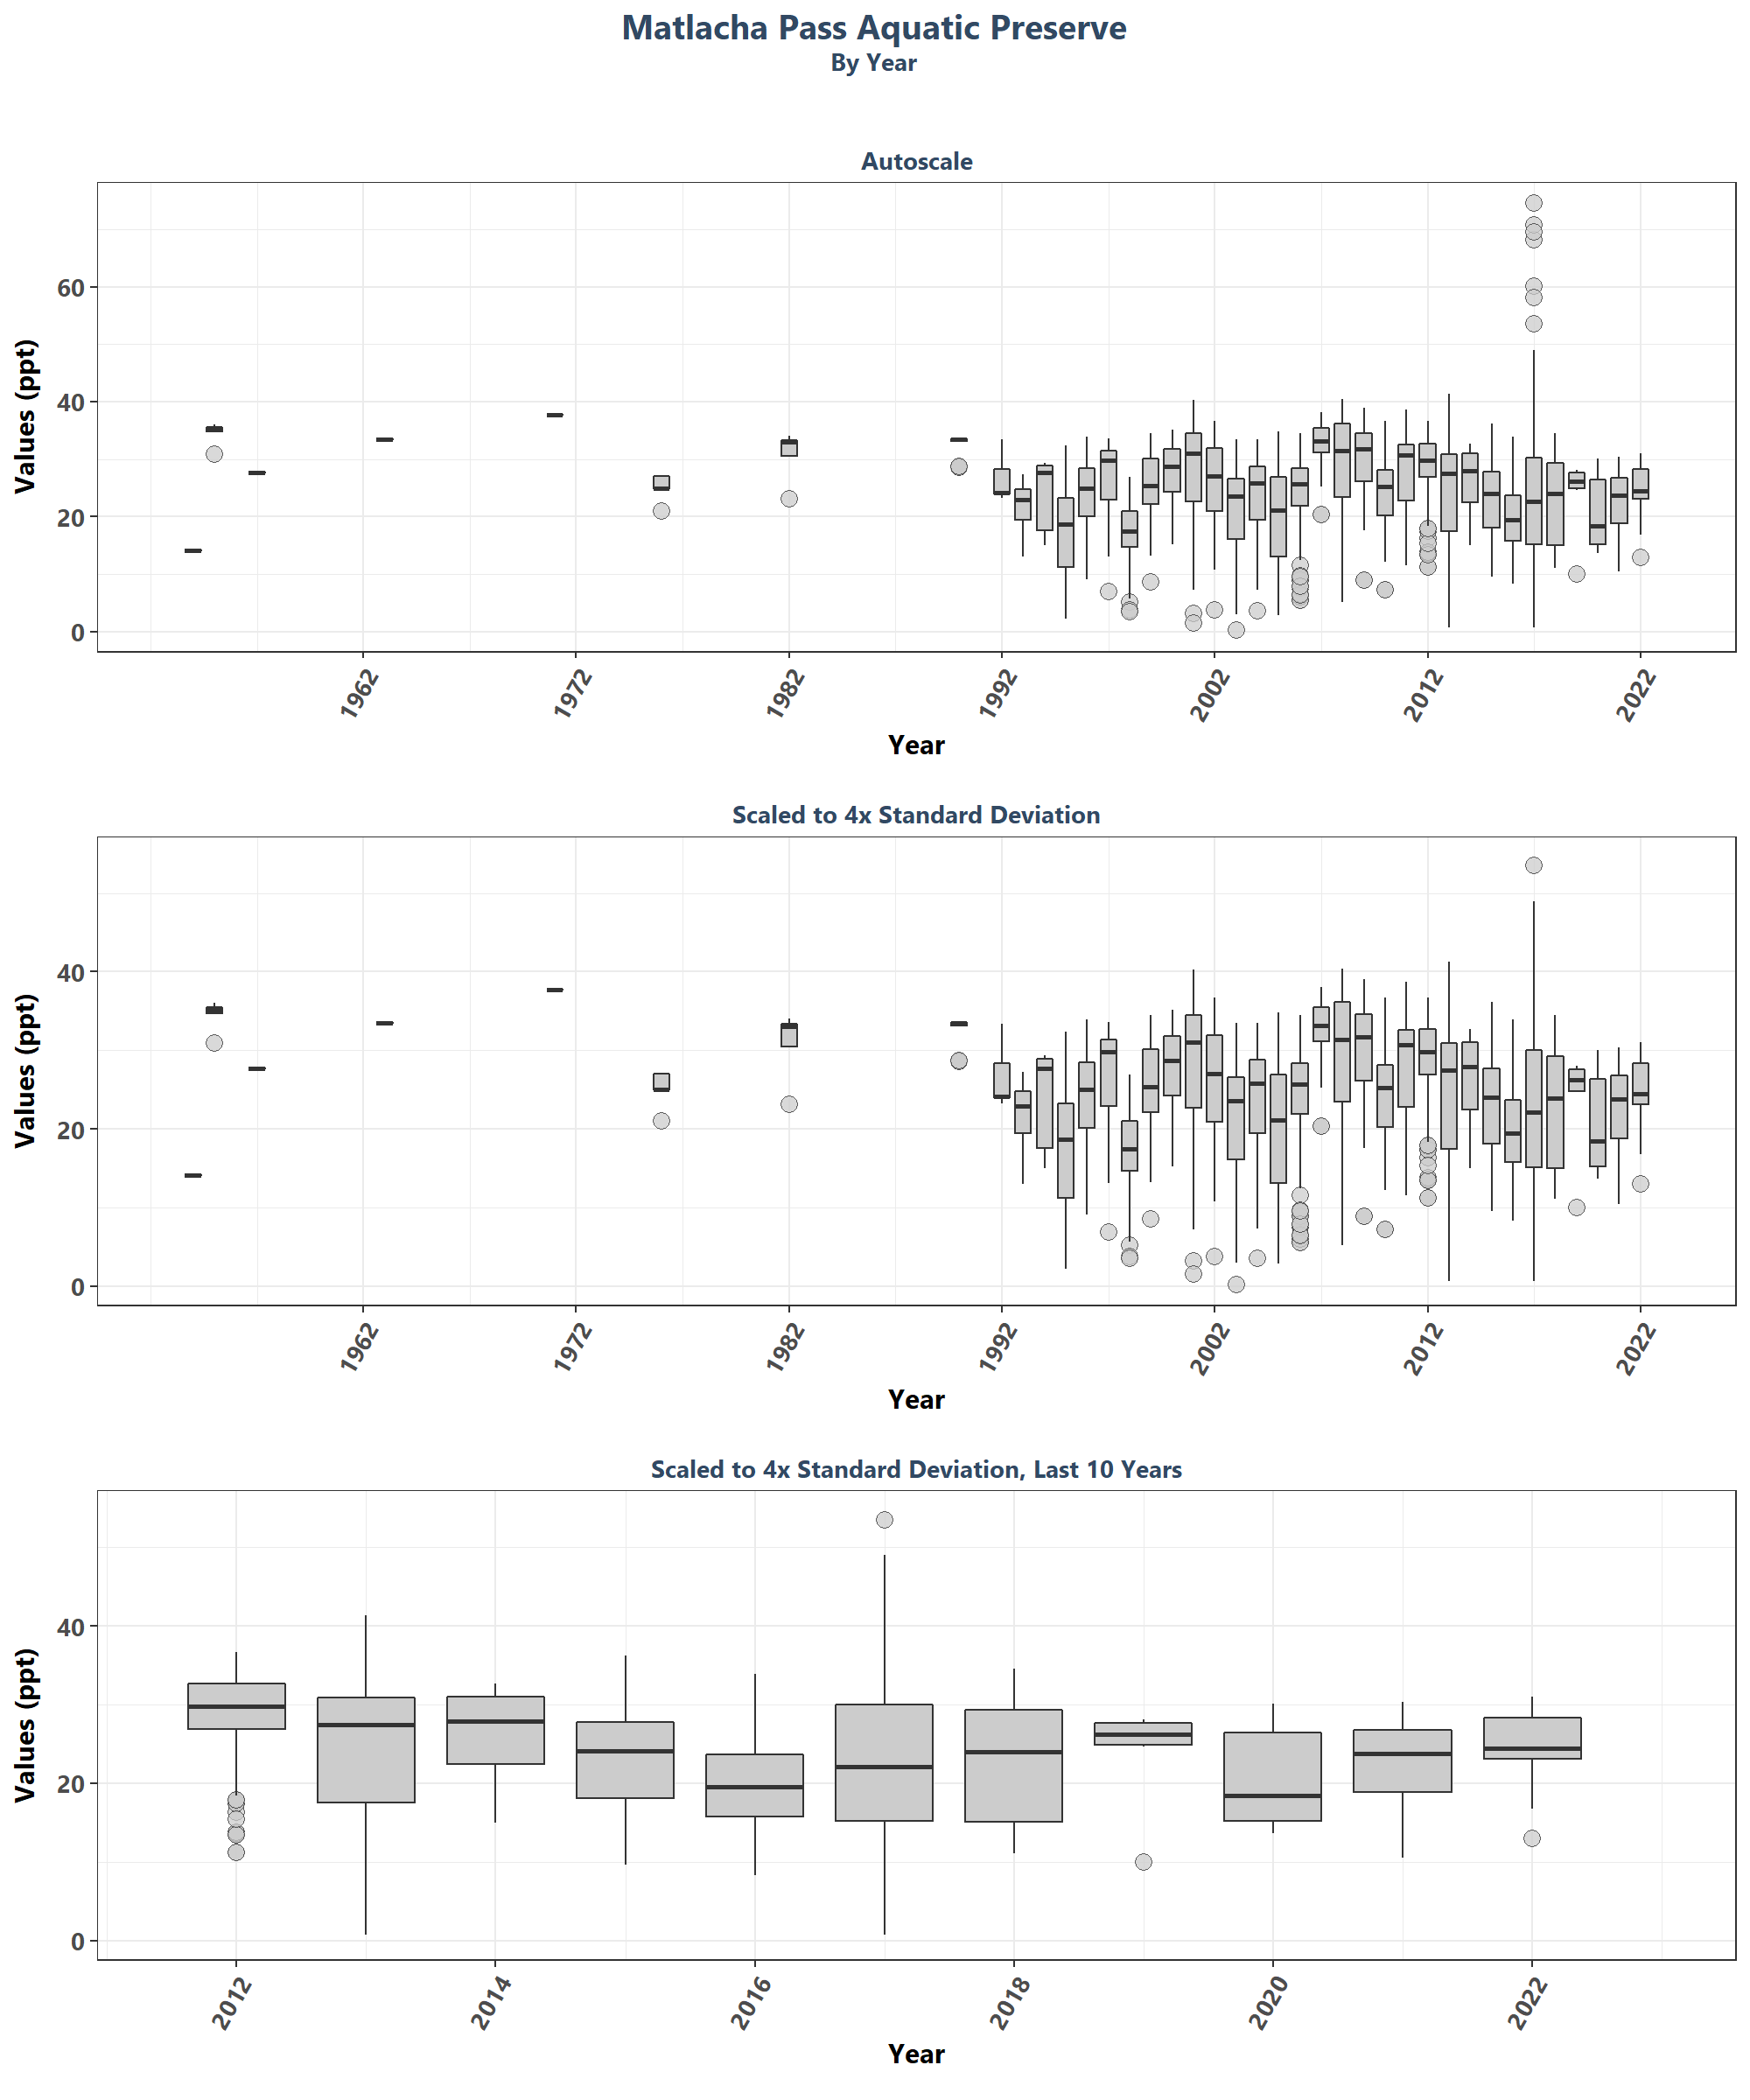 Matlacha Pass Aquatic Preserve
By Year
Autoscale
Values (ppt)
60
40
20
0
1962 1972 1982 1992 2002 2012 2022
Year
Scaled to 4x Standard Deviation
Values (ppt)
40
20
0
1962 1972 1982 1992 2002 2012 2022
Year
Scaled to 4x Standard Deviation, Last 10 Years
Values (ppt)
40
20
0
2012 2014 2016 2018 2020 2022
Year